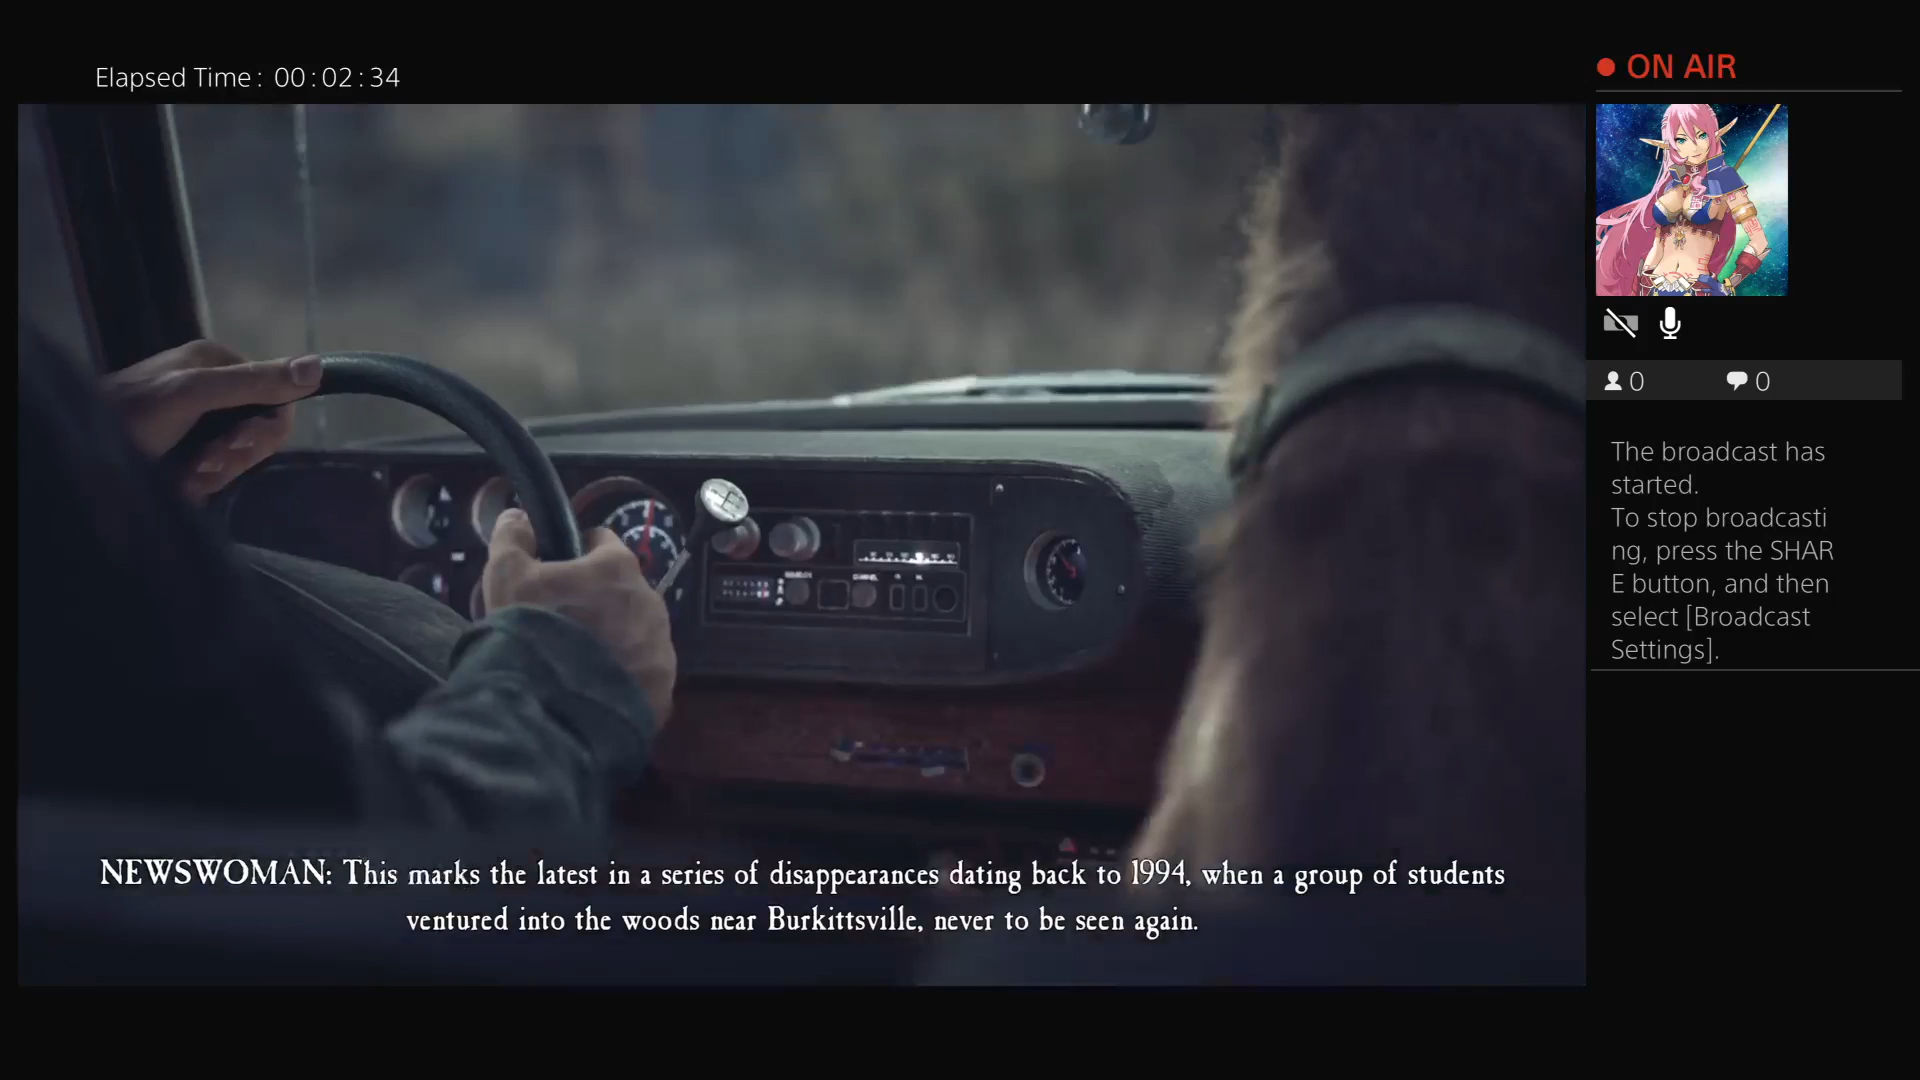 Elapsed Time: 00:02:34
ON AIR
0
0
The broadcast has
started.
To stop broadcasti
ng, press the SHAR
E button, and then
select [Broadcast
Settings].
NEWSWOMAN: This marks the latest in a series of disappearances dating back to 1994, when a group of students
ventured into the woods near Burkittsville, never to be seen again.